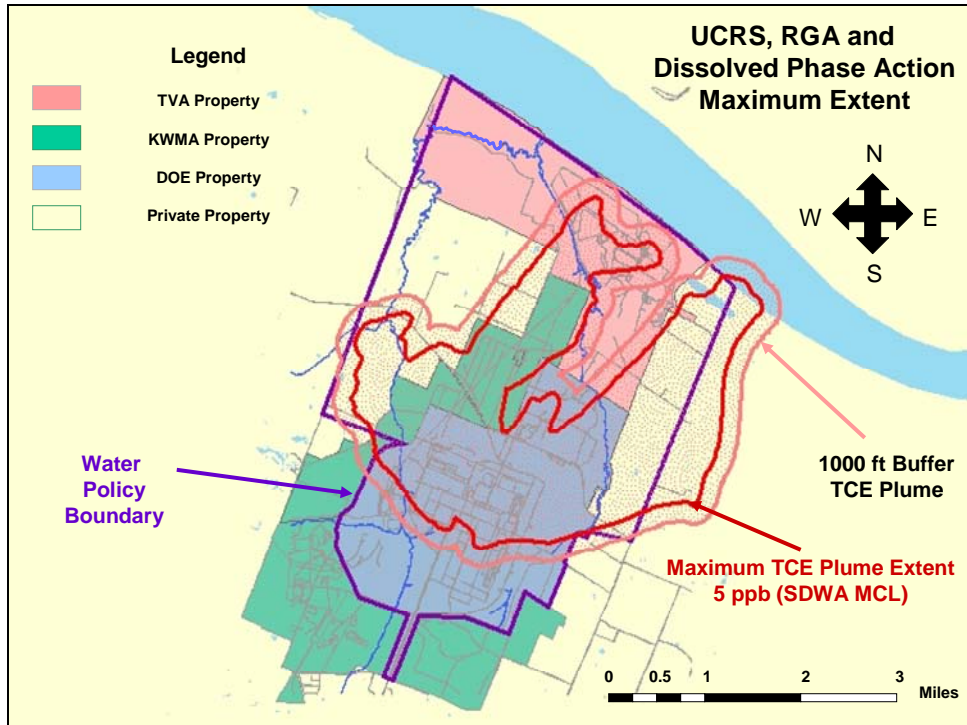 UCRS, RGA and
Dissolved Phase Action
Maximum Extent
Legend
TVA Property
KWMA Property
DOE Property
Private Property
N
W
E
S
Water
Policy
Boundary
1000 ft Buffer
TCE Plume
Maximum TCE Plume Extent
5 ppb (SDWA MCL)
0 0.5 1 2 3
Miles